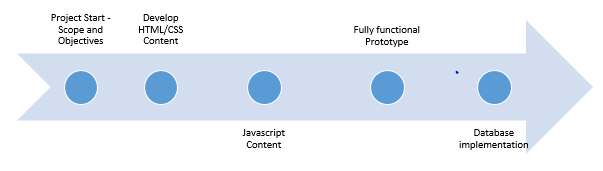 Project Start -
Scope and
Objectives
Develop
HTML/CSS
Content
Javascript
Content
Fully functional
Prototype
Database
implementation